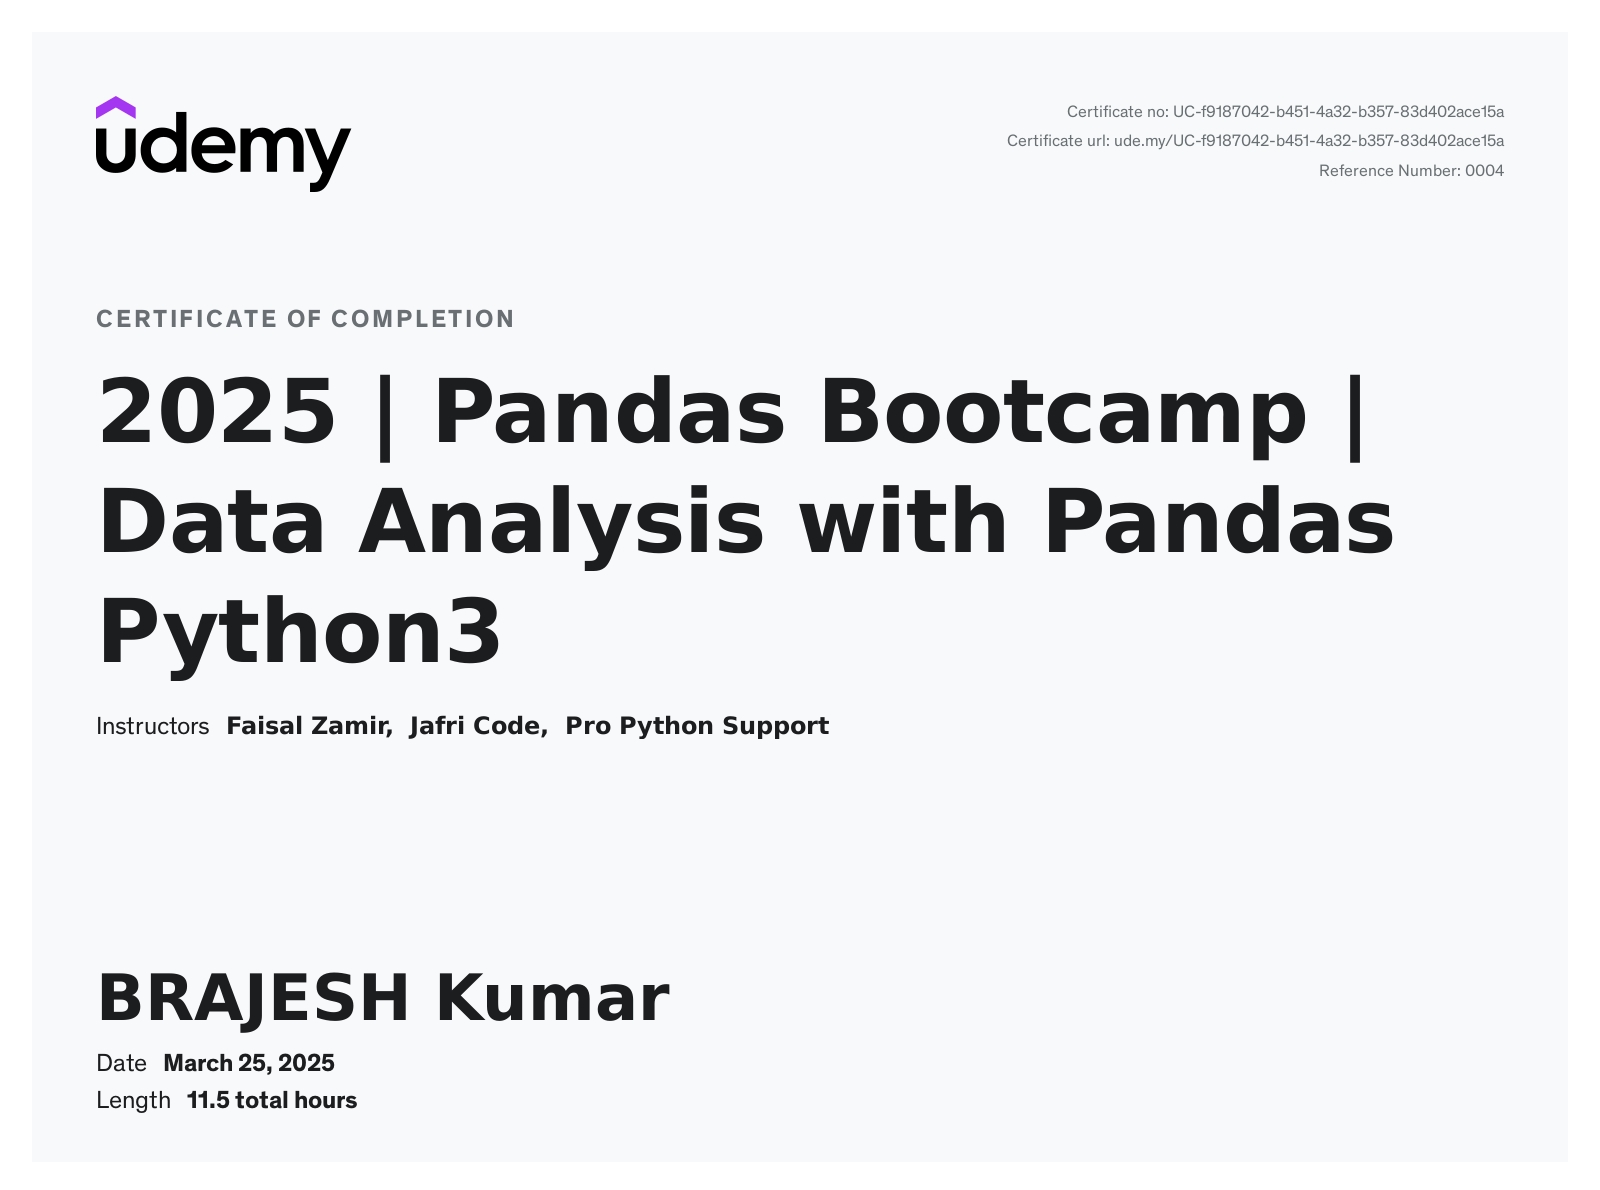 udemy
Certificate no: UC-f9187042-b451-4a32-b357-83d402ace15a
Certificate url: ude.my/UC-f9187042-b451-4a32-b357-83d402ace15a
Reference Number: 0004
CERTIFICATE OF COMPLETION
2025 | Pandas Bootcamp |
Data Analysis with Pandas
Python3
Instructors Faisal Zamir, Jafri Code, Pro Python Support
BRAJESH Kumar
Date March 25, 2025
Length 11.5 total hours